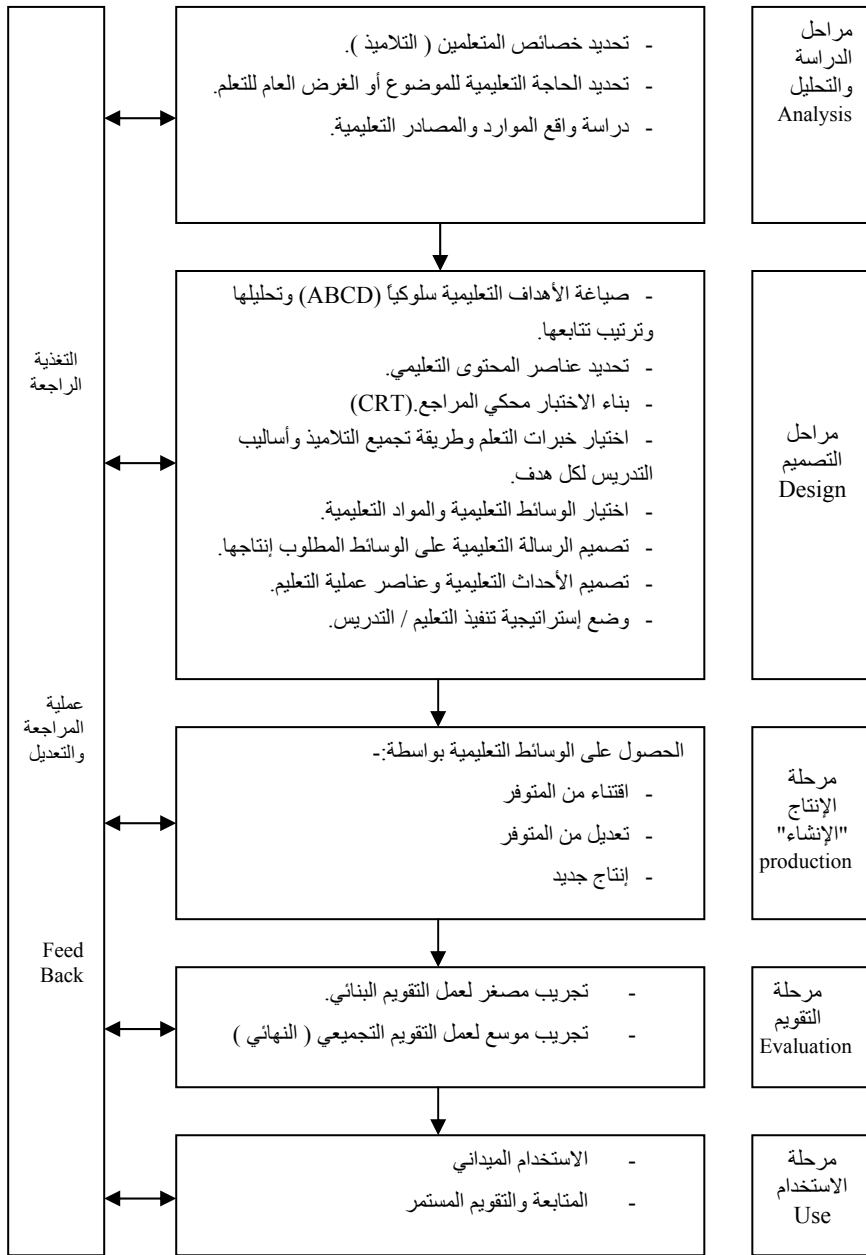 مراحل
الدراسة
والتحليل
Analysis
- تحديد خصائص المتعلمين ( التلاميذ ).
- تحديد الحاجة التعليمية للموضوع أو الغرض العام للتعلم.
- دراسة واقع الموارد والمصادر التعليمية.
مراحل
التصميم
Design
- صياغة الأهداف التعليمية سلوكياً (ABCD) وتحليلها
وترتيب تتابعها.
- تحديد عناصر المحتوى التعليمي.
- بناء الاختبار محكي المراجع.(CRT)
- اختيار خبرات التعلم وطريقة تجميع التلاميذ وأساليب
التدريس لكل هدف.
- اختيار الوسائط التعليمية والمواد التعليمية.
- تصميم الرسالة التعليمية على الوسائط المطلوب إنتاجها.
- تصميم الأحداث التعليمية وعناصر عملية التعليم.
- وضع إستراتيجية تنفيذ التعليم / التدريس.
مرحلة
الإنتاج
"الإنشاء"
production
الحصول على الوسائط التعليمية بواسطة:-
- اقتناء من المتوفر
- تعديل من المتوفر
- إنتاج جديد
مرحلة
التقويم
Evaluation
- تجريب مصغر لعمل التقويم البنائي.
- تجريب موسع لعمل التقويم التجميعي ( النهائي )
مرحلة
الاستخدام
Use
- الاستخدام الميداني
- المتابعة والتقويم المستمر
التغذية
الراجعة
عملية
المراجعة
والتعديل
Feed
Back